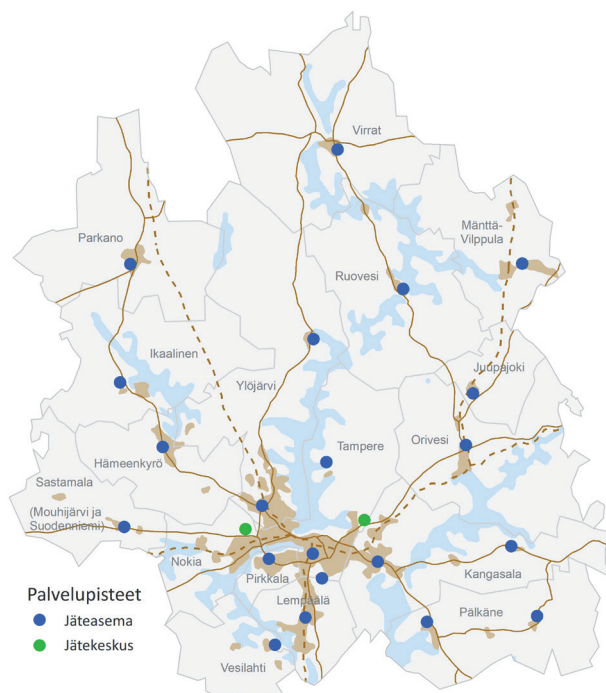 Virrat
Mänttä-
Vilppula
Parkano
Ruovesi
Ikaalinen
Juupajoki
Ylöjärvi
Orivesi
Tampere
Hämeenkyrö
Sastamala
(Mouhijärvi ja
Suodenniemi)
Nokia
Pirkkala
Kangasala
Lempäälä
Pälkäne
Vesilahti
Palvelupisteet
Jäteasema
Jätekeskus